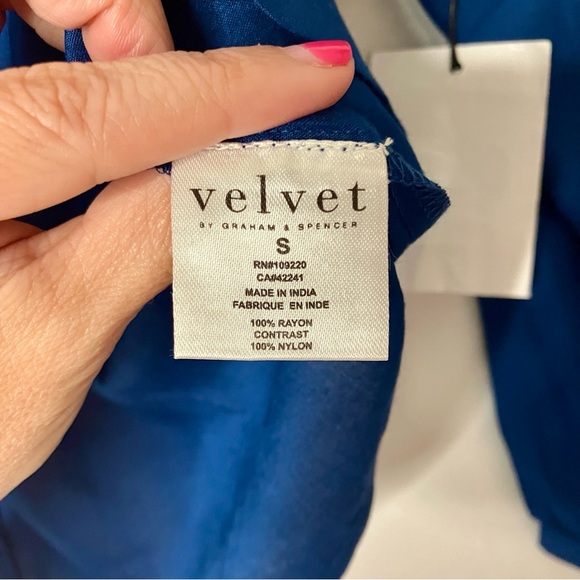 velvet
BY GRAHAM & SPENCER
S
RN#109220
CA#42241
MADE IN INDIA
FABRIQUE EN INDE
100% RAYON
CONTRAST
100% NYLON